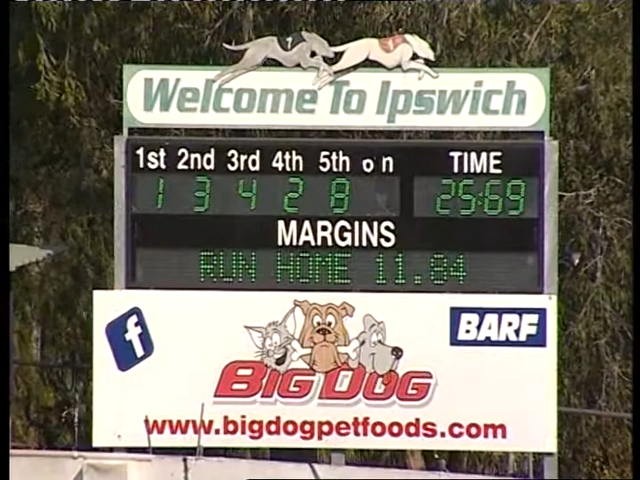 Welcome To Ipswich
1st 2nd 3rd 4th 5th o n TIME
1 3 4 2 8 25:69
MARGINS
RUN HOME 11.84
f
BARF
BIG DOG
www.bigdogpetfoods.com